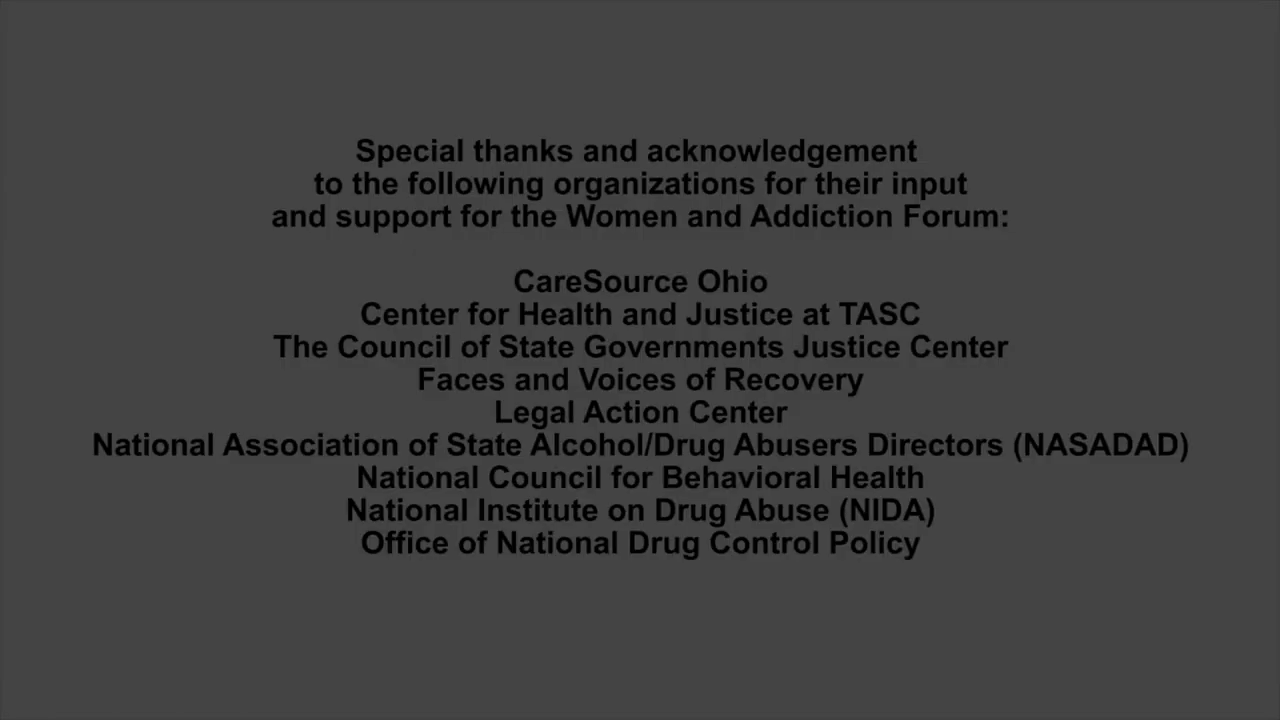 Special thanks and acknowledgement
to the following organizations for their input
and support for the Women and Addiction Forum:
CareSource Ohio
Center for Health and Justice at TASC
The Council of State Governments Justice Center
Faces and Voices of Recovery
Legal Action Center
National Association of State Alcohol/Drug Abusers Directors (NASADAD)
National Council for Behavioral Health
National Institute on Drug Abuse (NIDA)
Office of National Drug Control Policy